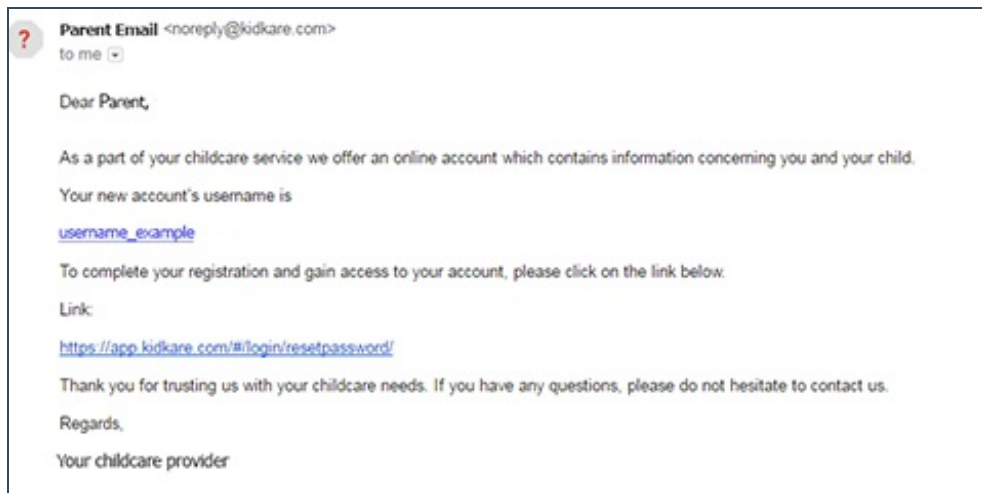 ?
Parent Email <noreply@kidkare.com>
to me
Dear Parent,
As a part of your childcare service we offer an online account which contains information concerning you and your child.
Your new account's username is
username_example
To complete your registration and gain access to your account, please click on the link below.
Link:
https://app.kidkare.com/#/login/resetpassword/
Thank you for trusting us with your childcare needs. If you have any questions, please do not hesitate to contact us.
Regards,
Your childcare provider